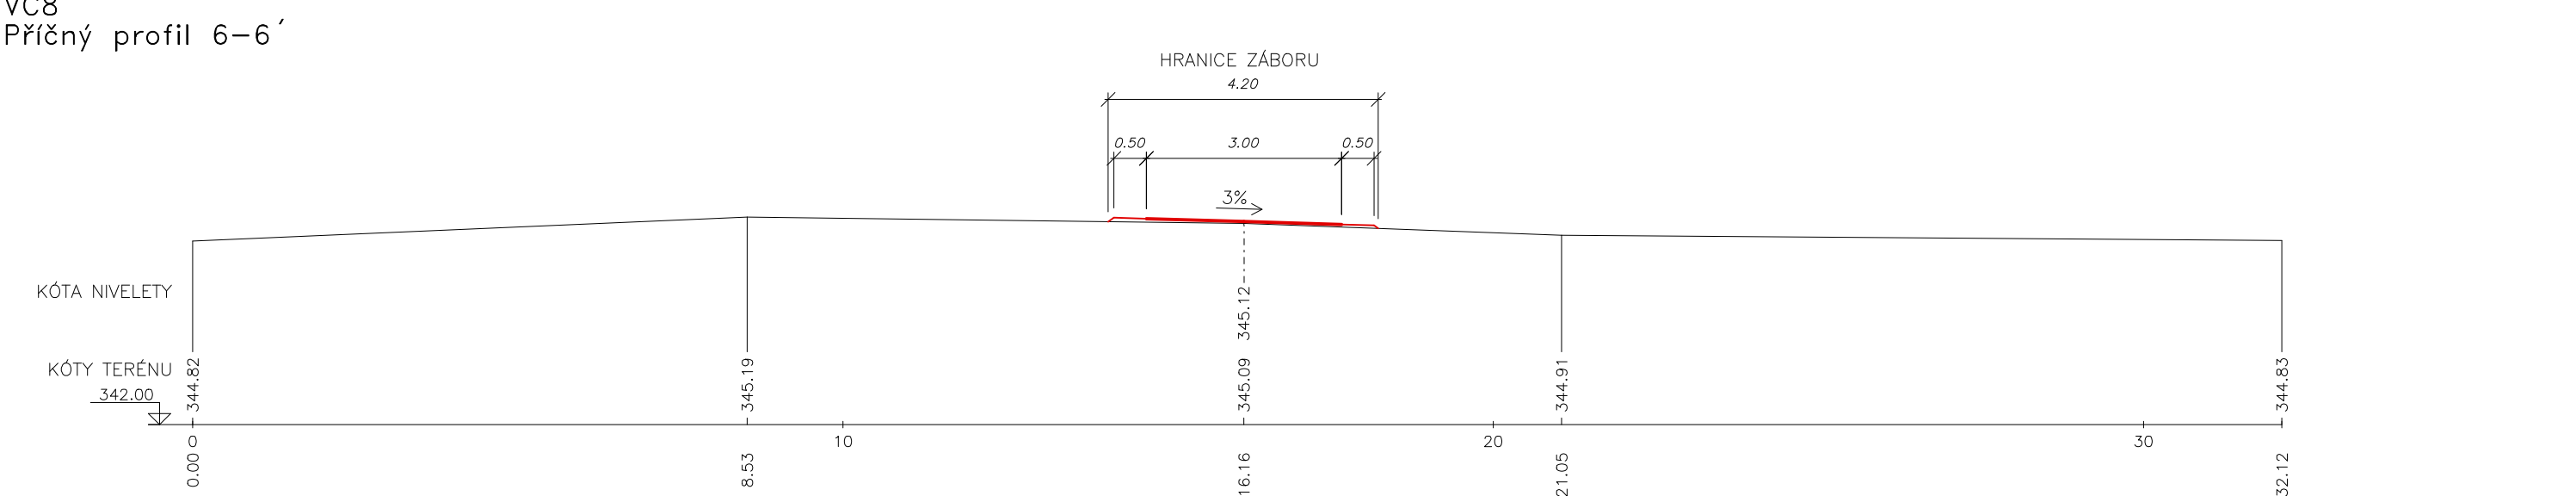 VC8
Příčný profil 6-6´
HRANICE ZÁBORU
4.20
0.50 3.00 0.50
3%
KÓTA NIVELETY
345.12
KÓTY TERÉNU
342.00
344.82 345.19 345.09 344.91 344.83
0 10 20 30
0.00 8.53 16.16 21.05 32.12